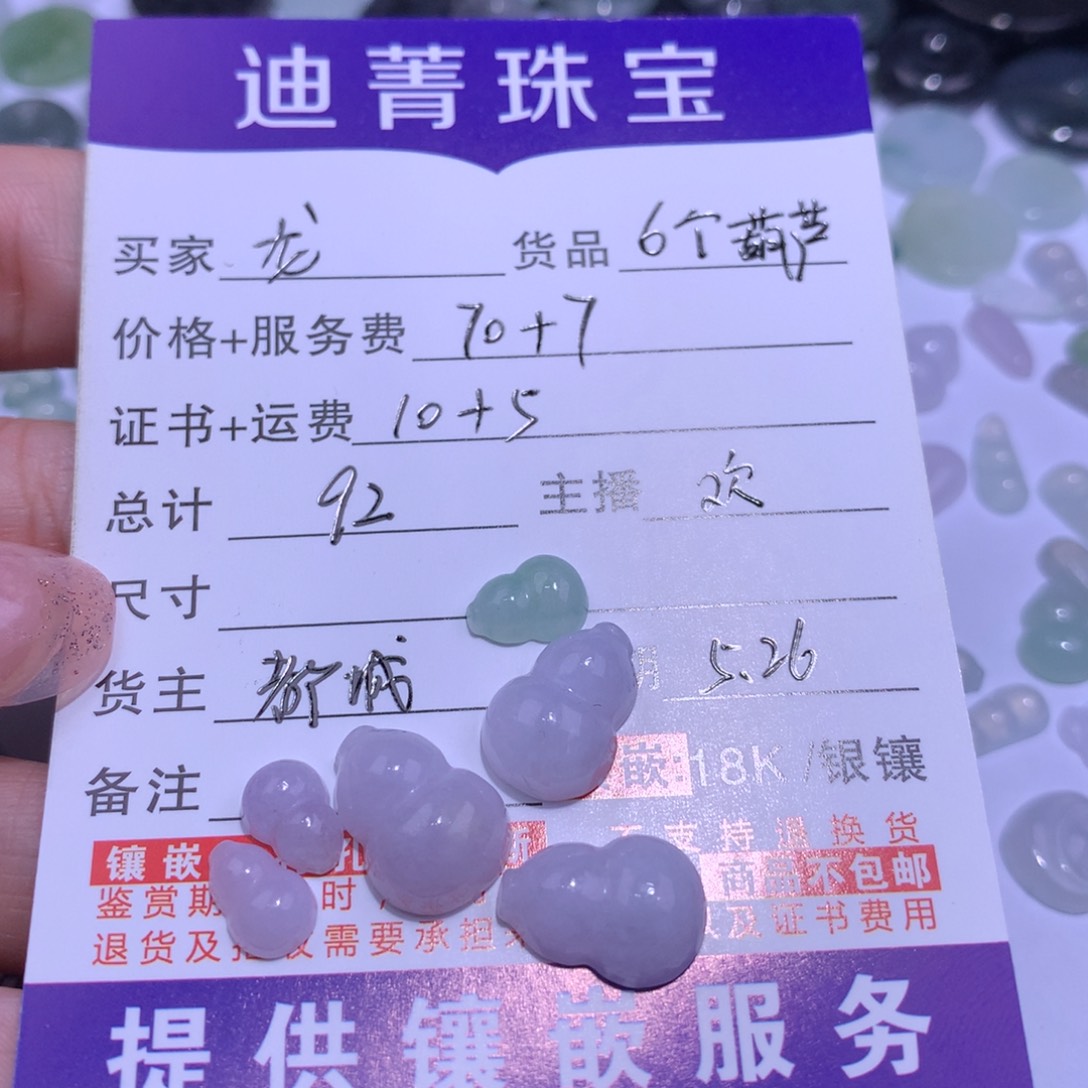 迪菁珠宝
买家 龙 货品 6个葫芦
价格+服务费 70+7
证书+运费 10+5
总计 92 主播 欢
尺寸
货主 都城 5.26
备注 嵌:18K /银镶
镶嵌 支持退换货
鉴赏期 时 商品不包邮
退货及 需要承担 及证书费用
提供镶嵌服务